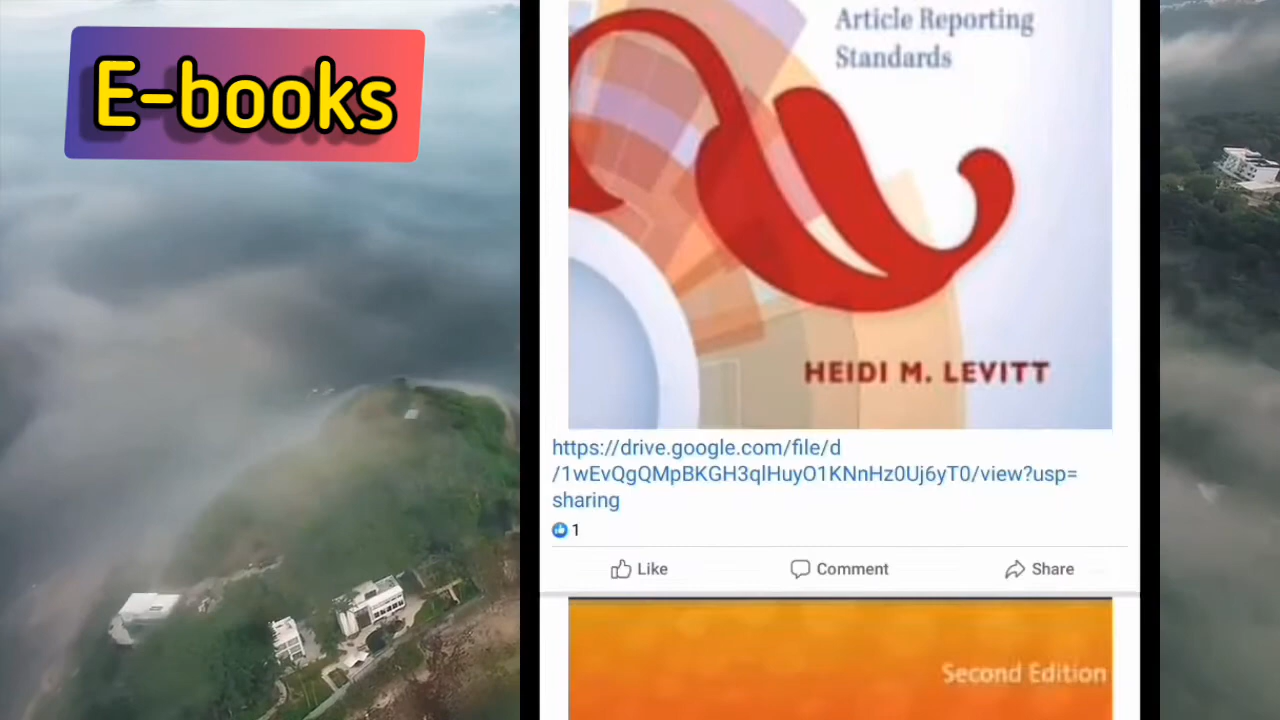 E-books
Article Reporting
Standards
HEIDI M. LEVITT
https://drive.google.com/file/d
/1wEvQgQMpBKGH3qlHuyO1KNnHz0Uj6yT0/view?usp=
sharing
1
Like
Comment
Share
Second Edition